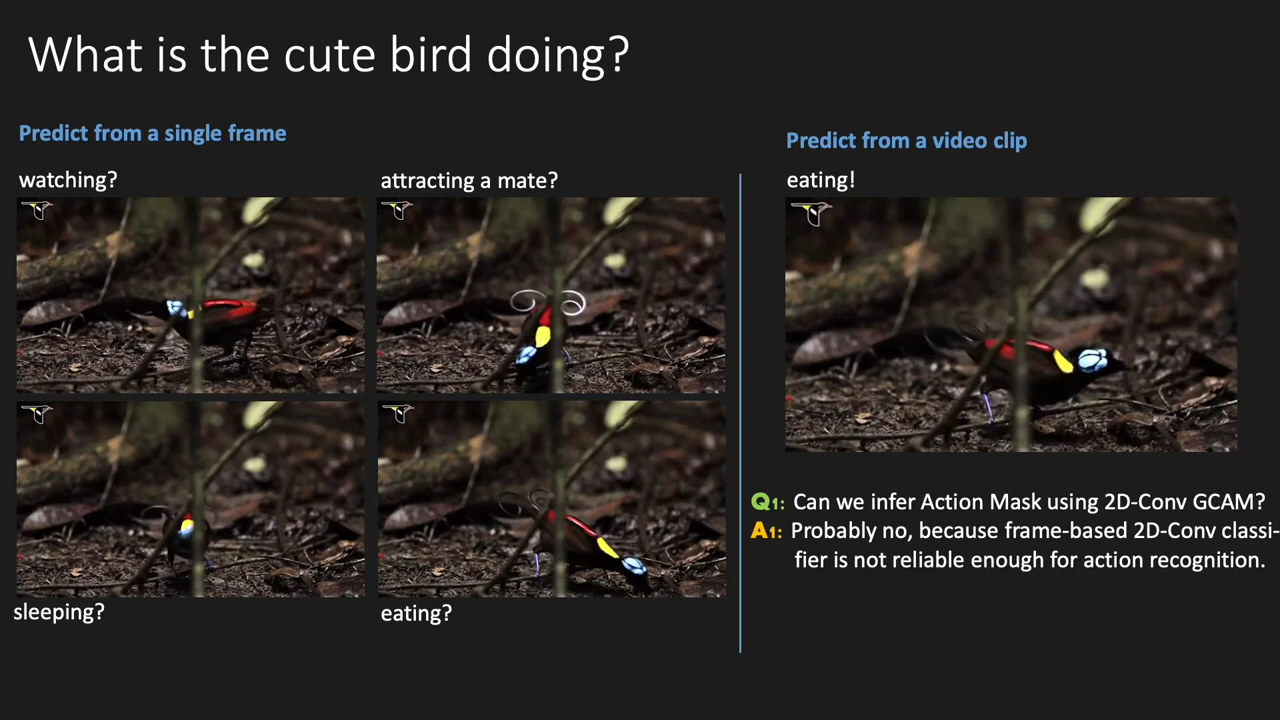 What is the cute bird doing?
Predict from a single frame
watching?
attracting a mate?
sleeping?
eating?
Predict from a video clip
eating!
Q1: Can we infer Action Mask using 2D-Conv GCAM?
A1: Probably no, because frame-based 2D-Conv classi-
fier is not reliable enough for action recognition.